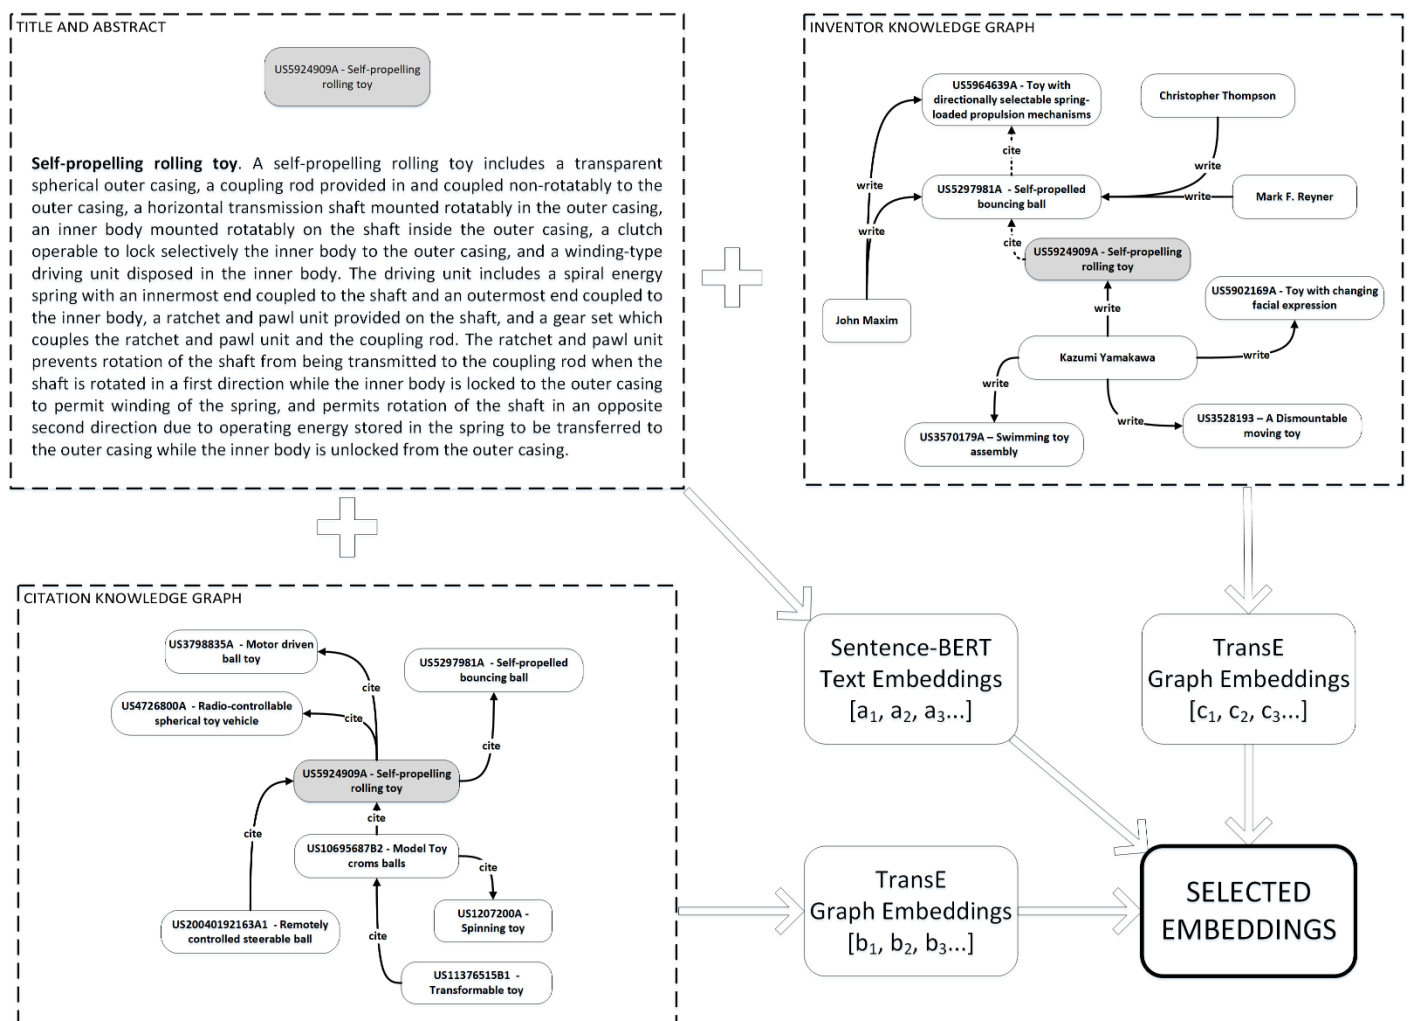 TITLE AND ABSTRACT
US5924909A - Self-propelling
rolling toy
Self-propelling rolling toy. A self-propelling rolling toy includes a transparent
spherical outer casing, a coupling rod provided in and coupled non-rotatably to the
outer casing, a horizontal transmission shaft mounted rotatably in the outer casing,
an inner body mounted rotatably on the shaft inside the outer casing, a clutch
operable to lock selectively the inner body to the outer casing, and a winding-type
driving unit disposed in the inner body. The driving unit includes a spiral energy
spring with an innermost end coupled to the shaft and an outermost end coupled to
the inner body, a ratchet and pawl unit provided on the shaft, and a gear set which
couples the ratchet and pawl unit and the coupling rod. The ratchet and pawl unit
prevents rotation of the shaft from being transmitted to the coupling rod when the
shaft is rotated in a first direction while the inner body is locked to the outer casing
to permit winding of the spring, and permits rotation of the shaft in an opposite
second direction due to operating energy stored in the spring to be transferred to
the outer casing while the inner body is unlocked from the outer casing.
INVENTOR KNOWLEDGE GRAPH
US5964639A - Toy with
directionally selectable spring-
loaded propulsion mechanisms
Christopher Thompson
cite
write
write
US5297981A - Self-propelled
bouncing ball
write
Mark F. Reyner
write
cite
US5924909A - Self-propelling
rolling toy
US5902169A - Toy with changing
facial expression
John Maxim
write
Kazumi Yamakawa
write
write
write
US3528193 – A Dismountable
moving toy
US3570179A – Swimming toy
assembly
CITATION KNOWLEDGE GRAPH
US3798835A - Motor driven
ball toy
US5297981A - Self-propelled
bouncing ball
cite
US4726800A - Radio-controllable
spherical toy vehicle
cite
cite
US5924909A - Self-propelling
rolling toy
cite
cite
US10695687B2 - Model Toy
croms balls
cite
US1207200A -
Spinning toy
US20040192163A1 - Remotely
controlled steerable ball
cite
US11376515B1 -
Transformable toy
Sentence-BERT
Text Embeddings
[a1, a2, a3...]
TransE
Graph Embeddings
[c1, c2, c3...]
TransE
Graph Embeddings
[b1, b2, b3...]
SELECTED
EMBEDDINGS